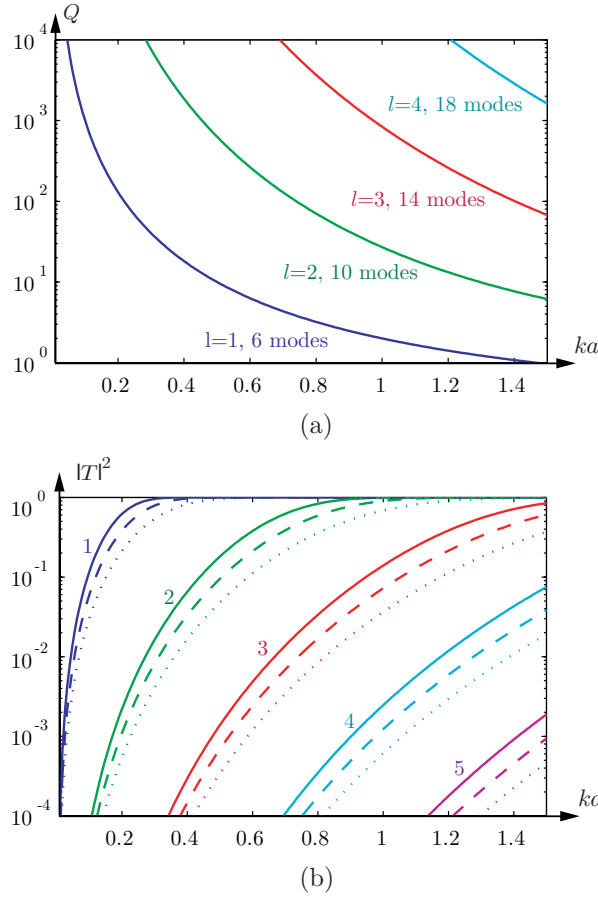 Q
10^4
10^3
10^2
10^1
10^0
l=4, 18 modes
l=3, 14 modes
l=2, 10 modes
l=1, 6 modes
0.2 0.4 0.6 0.8 1 1.2 1.4
ka
(a)
|T|^2
10^0
10^-1
10^-2
10^-3
10^-4
1
2
3
4
5
0.2 0.4 0.6 0.8 1 1.2 1.4
ka
(b)